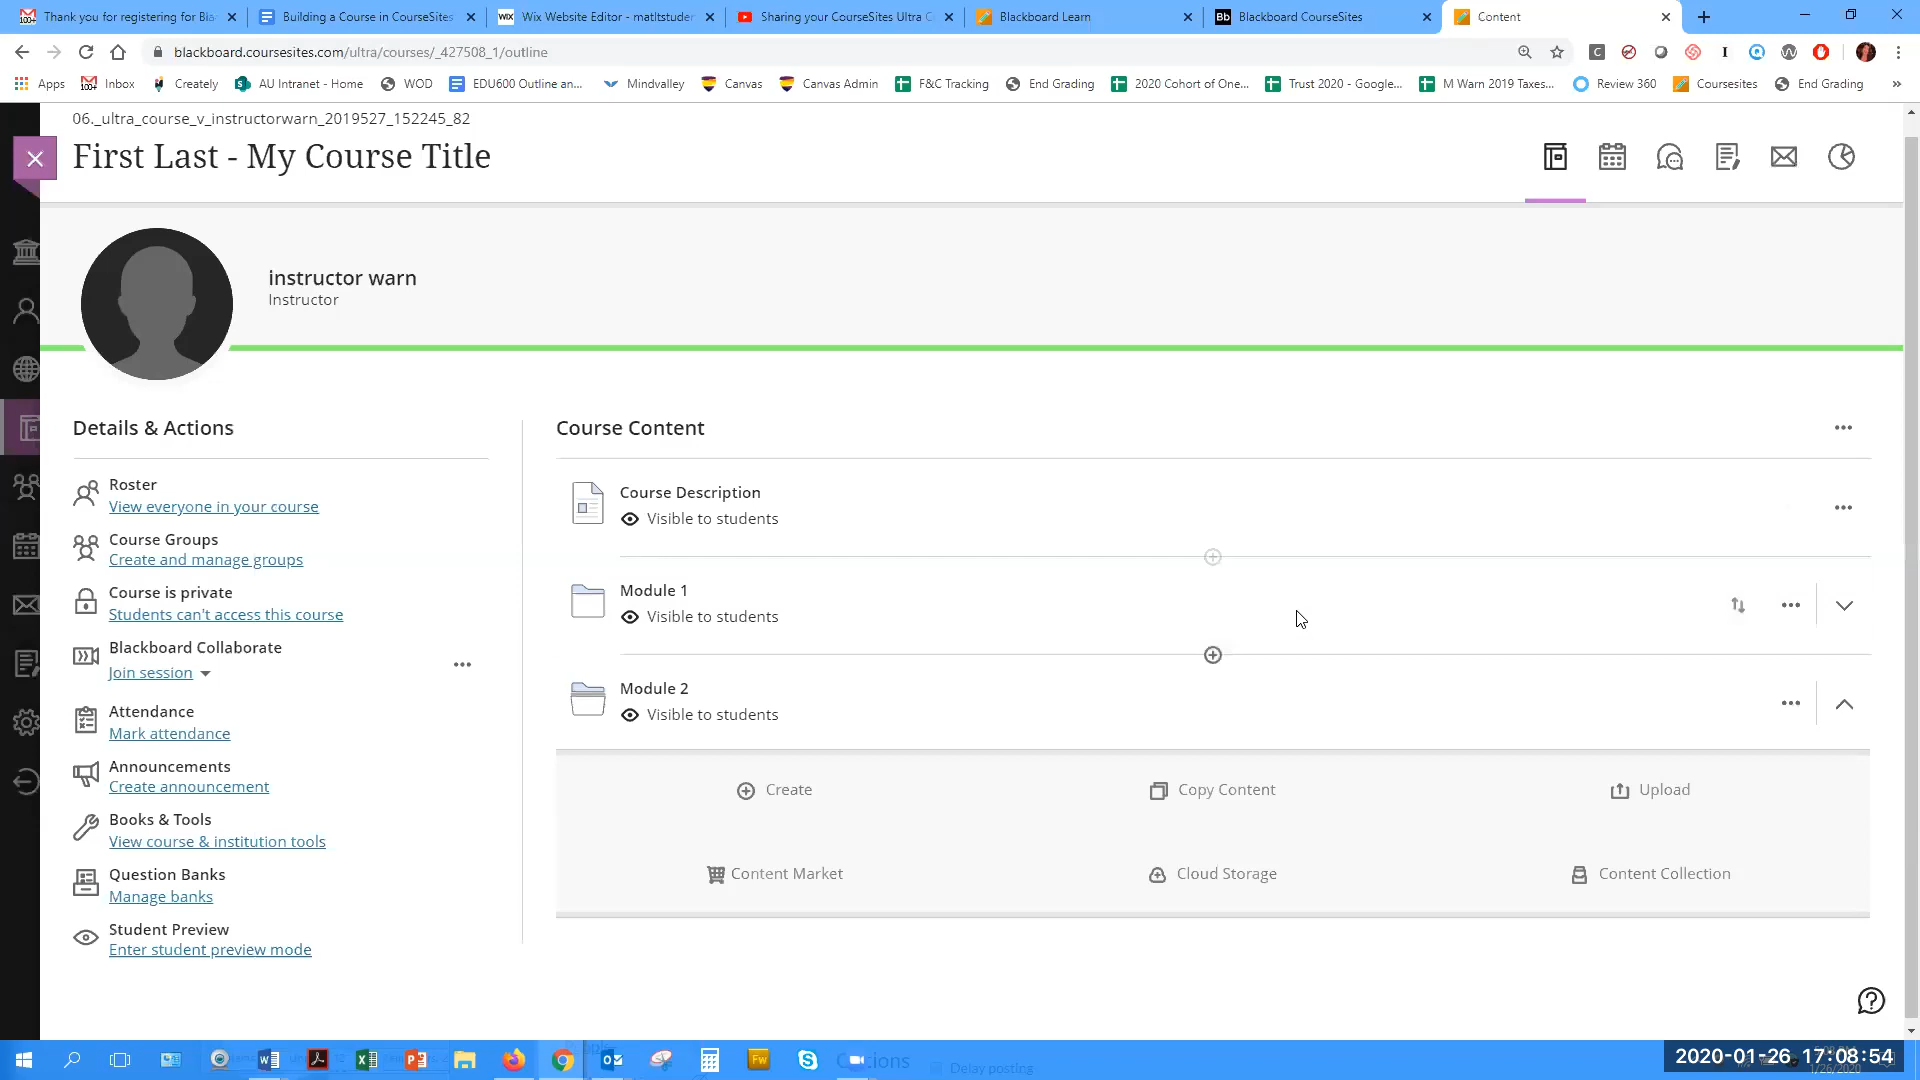 Thank you for registering for Bla
Building a Course in CourseSites
Wix Website Editor - matltstuder
Sharing your CourseSites Ultra C
Blackboard Learn
Bb Blackboard CourseSites
Content
blackboard.coursesites.com/ultra/courses/_427508_1/outline
Apps
Inbox
Creately
AU Intranet - Home
WOD
EDU600 Outline an...
Mindvalley
Canvas
Canvas Admin
F&C Tracking
End Grading
2020 Cohort of One...
Trust 2020 - Google...
M Warn 2019 Taxes...
Review 360
Coursesites
End Grading
06._ultra_course_v_instructorwarn_2019527_152245_82
First Last - My Course Title
instructor warn
Instructor
Details & Actions
Roster
View everyone in your course
Course Groups
Create and manage groups
Course is private
Students can't access this course
Blackboard Collaborate
Join session
Attendance
Mark attendance
Announcements
Create announcement
Books & Tools
View course & institution tools
Question Banks
Manage banks
Student Preview
Enter student preview mode
Course Content
Course Description
Visible to students
Module 1
Visible to students
Module 2
Visible to students
Create
Copy Content
Upload
Content Market
Cloud Storage
Content Collection
Delay posting
2020-01-26 17:08:54
1/26/2020